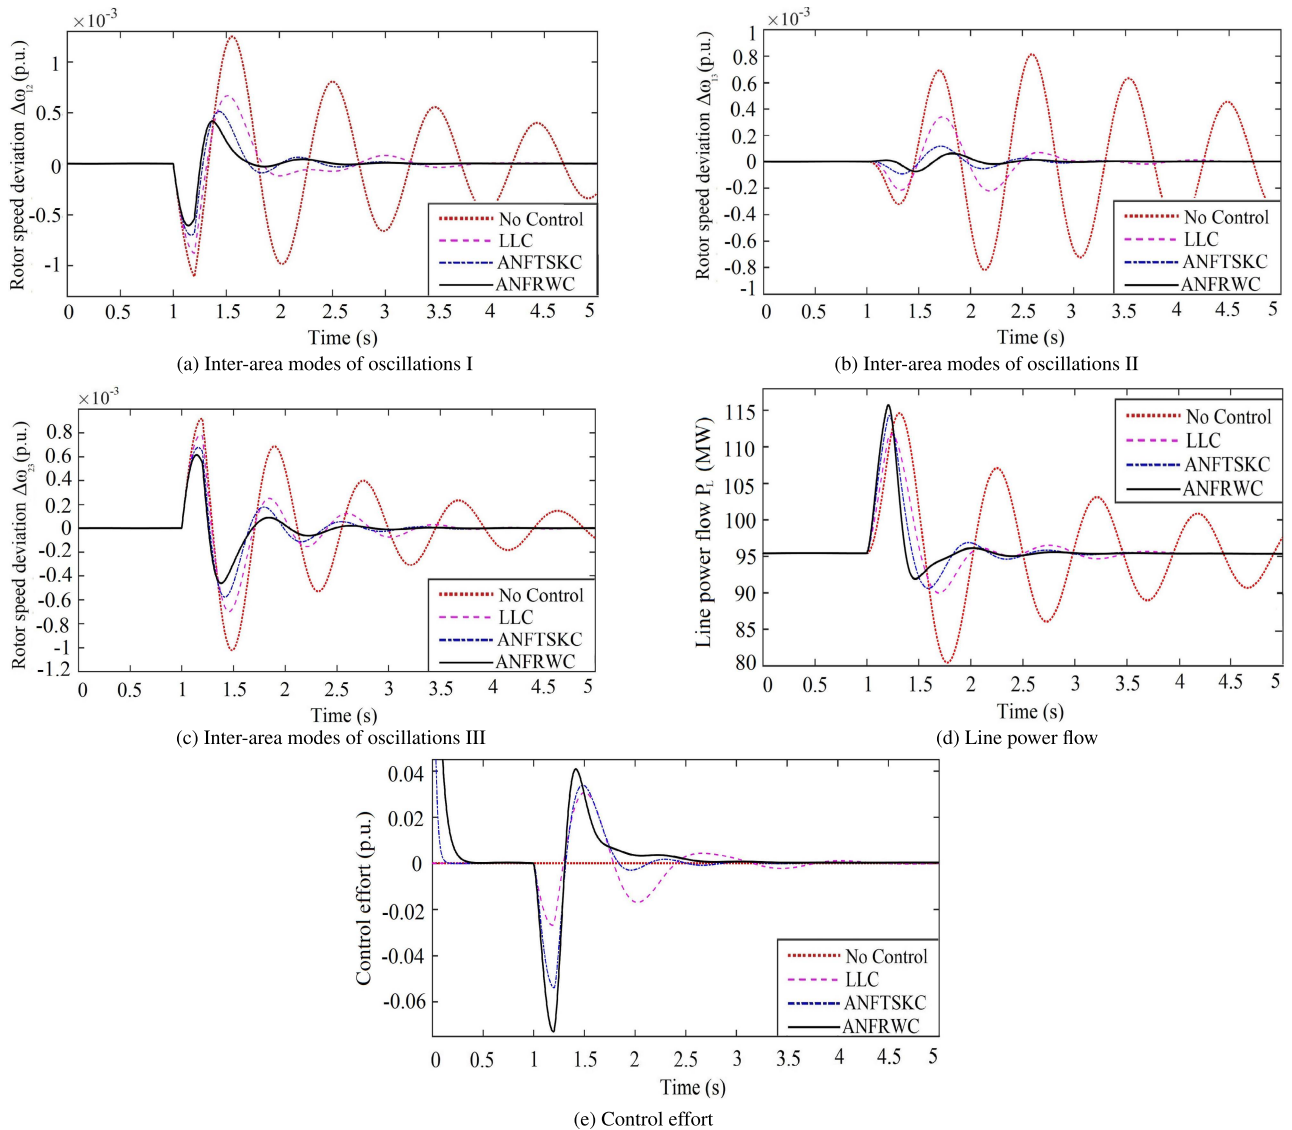 ×10⁻³
Rotor speed deviation Δω₁₂ (p.u.)
1
0.5
0
-0.5
-1
No Control
LLC
ANFTSKC
ANFRWC
0 0.5 1 1.5 2 2.5 3 3.5 4 4.5 5
Time (s)
(a) Inter-area modes of oscillations I
×10⁻³
Rotor speed deviation Δω₁₃ (p.u.)
1
0.8
0.6
0.4
0.2
0
-0.2
-0.4
-0.6
-0.8
-1
No Control
LLC
ANFTSKC
ANFRWC
0 0.5 1 1.5 2 2.5 3 3.5 4 4.5 5
Time (s)
(b) Inter-area modes of oscillations II
×10⁻³
Rotor speed deviation Δω₂₃ (p.u.)
0.8
0.6
0.4
0.2
0
-0.2
-0.4
-0.6
-0.8
-1
-1.2
No Control
LLC
ANFTSKC
ANFRWC
0 0.5 1 1.5 2 2.5 3 3.5 4 4.5 5
Time (s)
(c) Inter-area modes of oscillations III
Line power flow P_L (MW)
115
110
105
100
95
90
85
80
No Control
LLC
ANFTSKC
ANFRWC
0 0.5 1 1.5 2 2.5 3 3.5 4 4.5 5
Time (s)
(d) Line power flow
Control effort (p.u.)
0.04
0.02
0
-0.02
-0.04
-0.06
No Control
LLC
ANFTSKC
ANFRWC
0 0.5 1 1.5 2 2.5 3 3.5 4 4.5 5
Time (s)
(e) Control effort